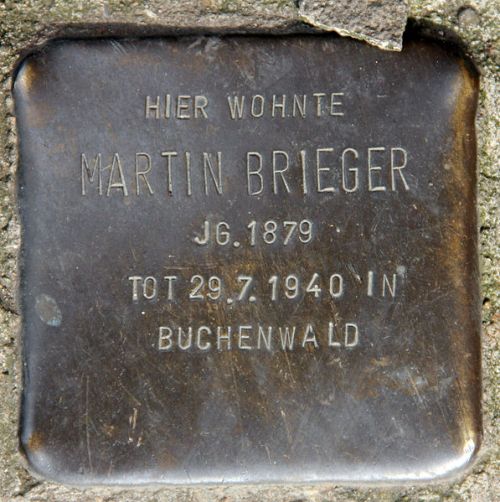 HIER WOHNTE
MARTIN BRIEGER
JG. 1879
TOT 29.7.1940 IN
BUCHENWALD